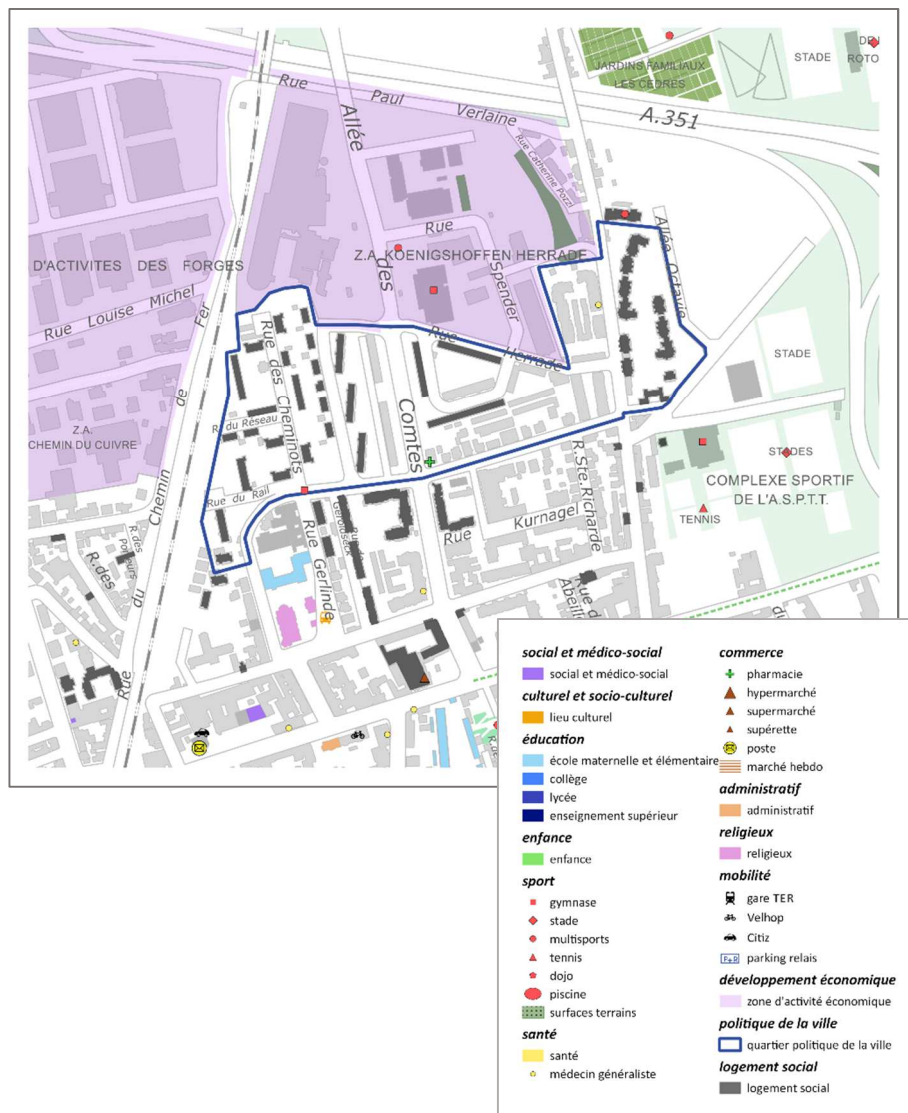 JARDINS FAMILIAUX
LES CÈDRES
STADE
ROTO
Rue Paul Verlaine
A.351
Allée des Comtes
Rue Catherine Pozzi
Rue Spender
Z.A. KOENIGSHOFFEN HERRADE
Allée Octavie
D'ACTIVITES DES FORGES
Rue Louise Michel
Rue Herrade
STADE
Rue des Cheminots
R. du Réseau
Z.A.
CHEMIN DU CUIVRE
Rue du Chemin de Fer
STADES
COMPLEXE SPORTIF
DE L'A.S.P.T.T.
TENNIS
Rue du Rail
R. Ste. Richarde
Rue Kurnagel
Rue Gerlinde
R. des
social et médico-social
social et médico-social
culturel et socio-culturel
lieu culturel
éducation
école maternelle et élémentaire
collège
lycée
enseignement supérieur
enfance
enfance
sport
gymnase
stade
multisports
tennis
dojo
piscine
surfaces terrains
santé
santé
médecin généraliste
commerce
pharmacie
hypermarché
supermarché
supérette
poste
marché hebdo
administratif
administratif
religieux
religieux
mobilité
gare TER
Velhop
Citiz
P+R
parking relais
développement économique
zone d'activité économique
politique de la ville
quartier politique de la ville
logement social
logement social